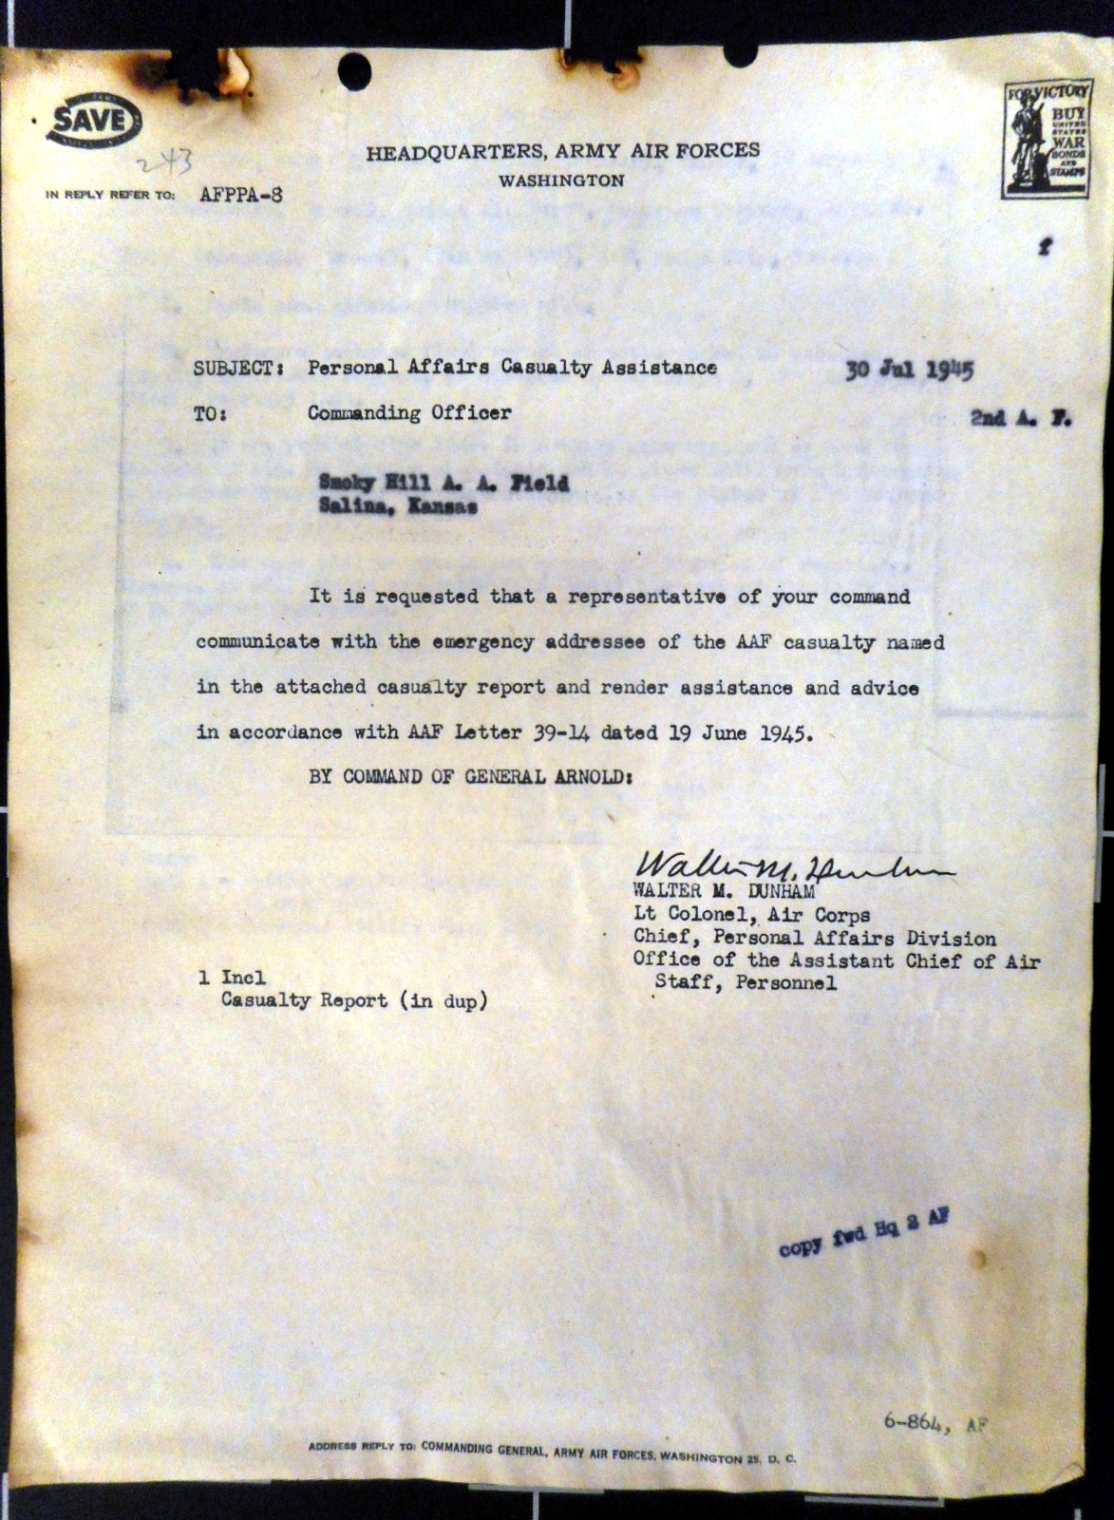 SAVE
243
FOR VICTORY
BUY
UNITED
STATES
WAR
BONDS
AND
STAMPS
HEADQUARTERS, ARMY AIR FORCES
WASHINGTON
IN REPLY REFER TO: AFPPA-8
f
SUBJECT: Personal Affairs Casualty Assistance 30 Jul 1945
TO: Commanding Officer 2nd A. F.
Smoky Hill A. A. Field
Salina, Kansas
It is requested that a representative of your command
communicate with the emergency addressee of the AAF casualty named
in the attached casualty report and render assistance and advice
in accordance with AAF Letter 39-14 dated 19 June 1945.
BY COMMAND OF GENERAL ARNOLD:
Walter M. Dunham
WALTER M. DUNHAM
Lt Colonel, Air Corps
Chief, Personal Affairs Division
Office of the Assistant Chief of Air
Staff, Personnel
1 Incl
Casualty Report (in dup)
copy fwd Hq 2 AF
6-864, AF
ADDRESS REPLY TO: COMMANDING GENERAL, ARMY AIR FORCES, WASHINGTON 25, D. C.